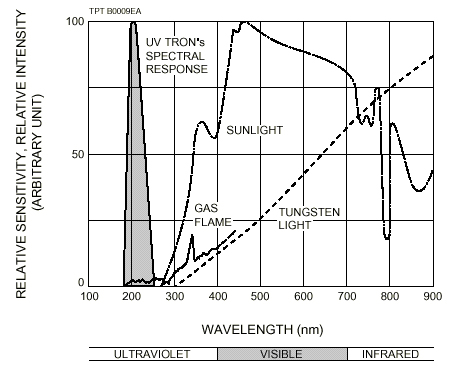 TPT B0009EA
RELATIVE SENSITIVITY, RELATIVE INTENSITY
(ARBITRARY UNIT)
100
50
0
UV TRON's
SPECTRAL
RESPONSE
SUNLIGHT
GAS
FLAME
TUNGSTEN
LIGHT
100 200 300 400 500 600 700 800 900
WAVELENGTH (nm)
ULTRAVIOLET VISIBLE INFRARED